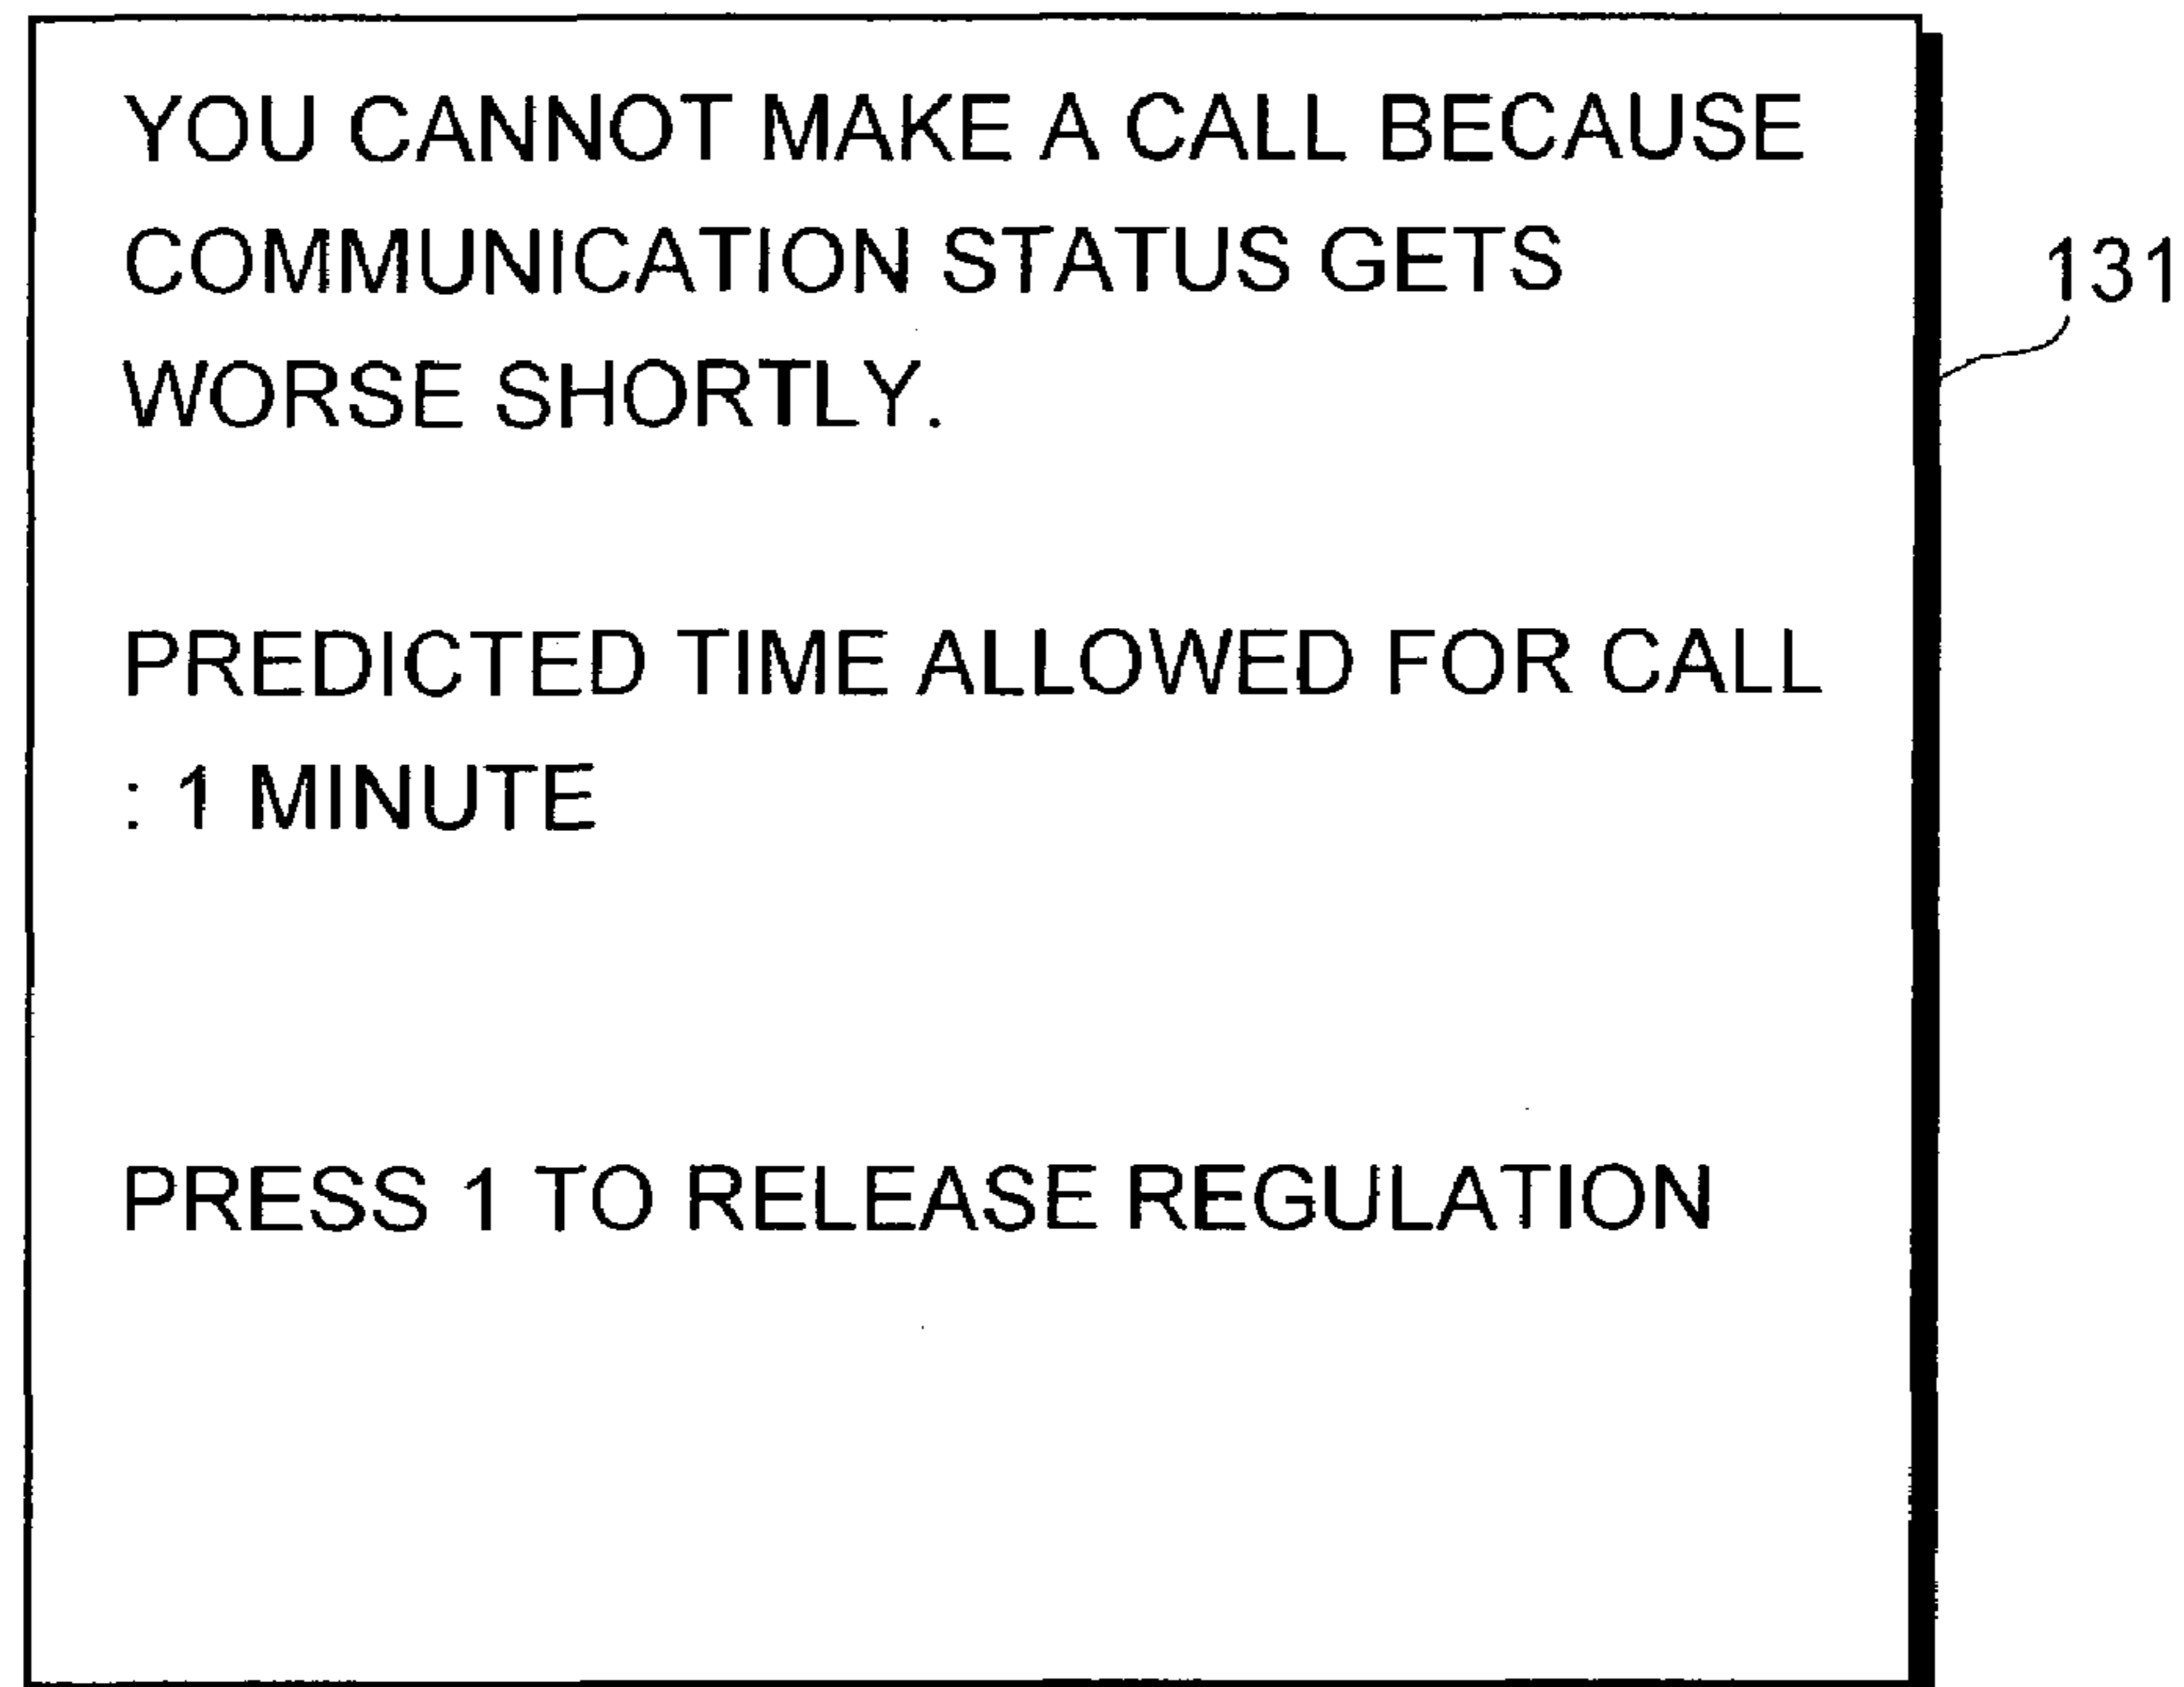 YOU CANNOT MAKE A CALL BECAUSE
COMMUNICATION STATUS GETS
WORSE SHORTLY.
PREDICTED TIME ALLOWED FOR CALL
: 1 MINUTE
PRESS 1 TO RELEASE REGULATION
131